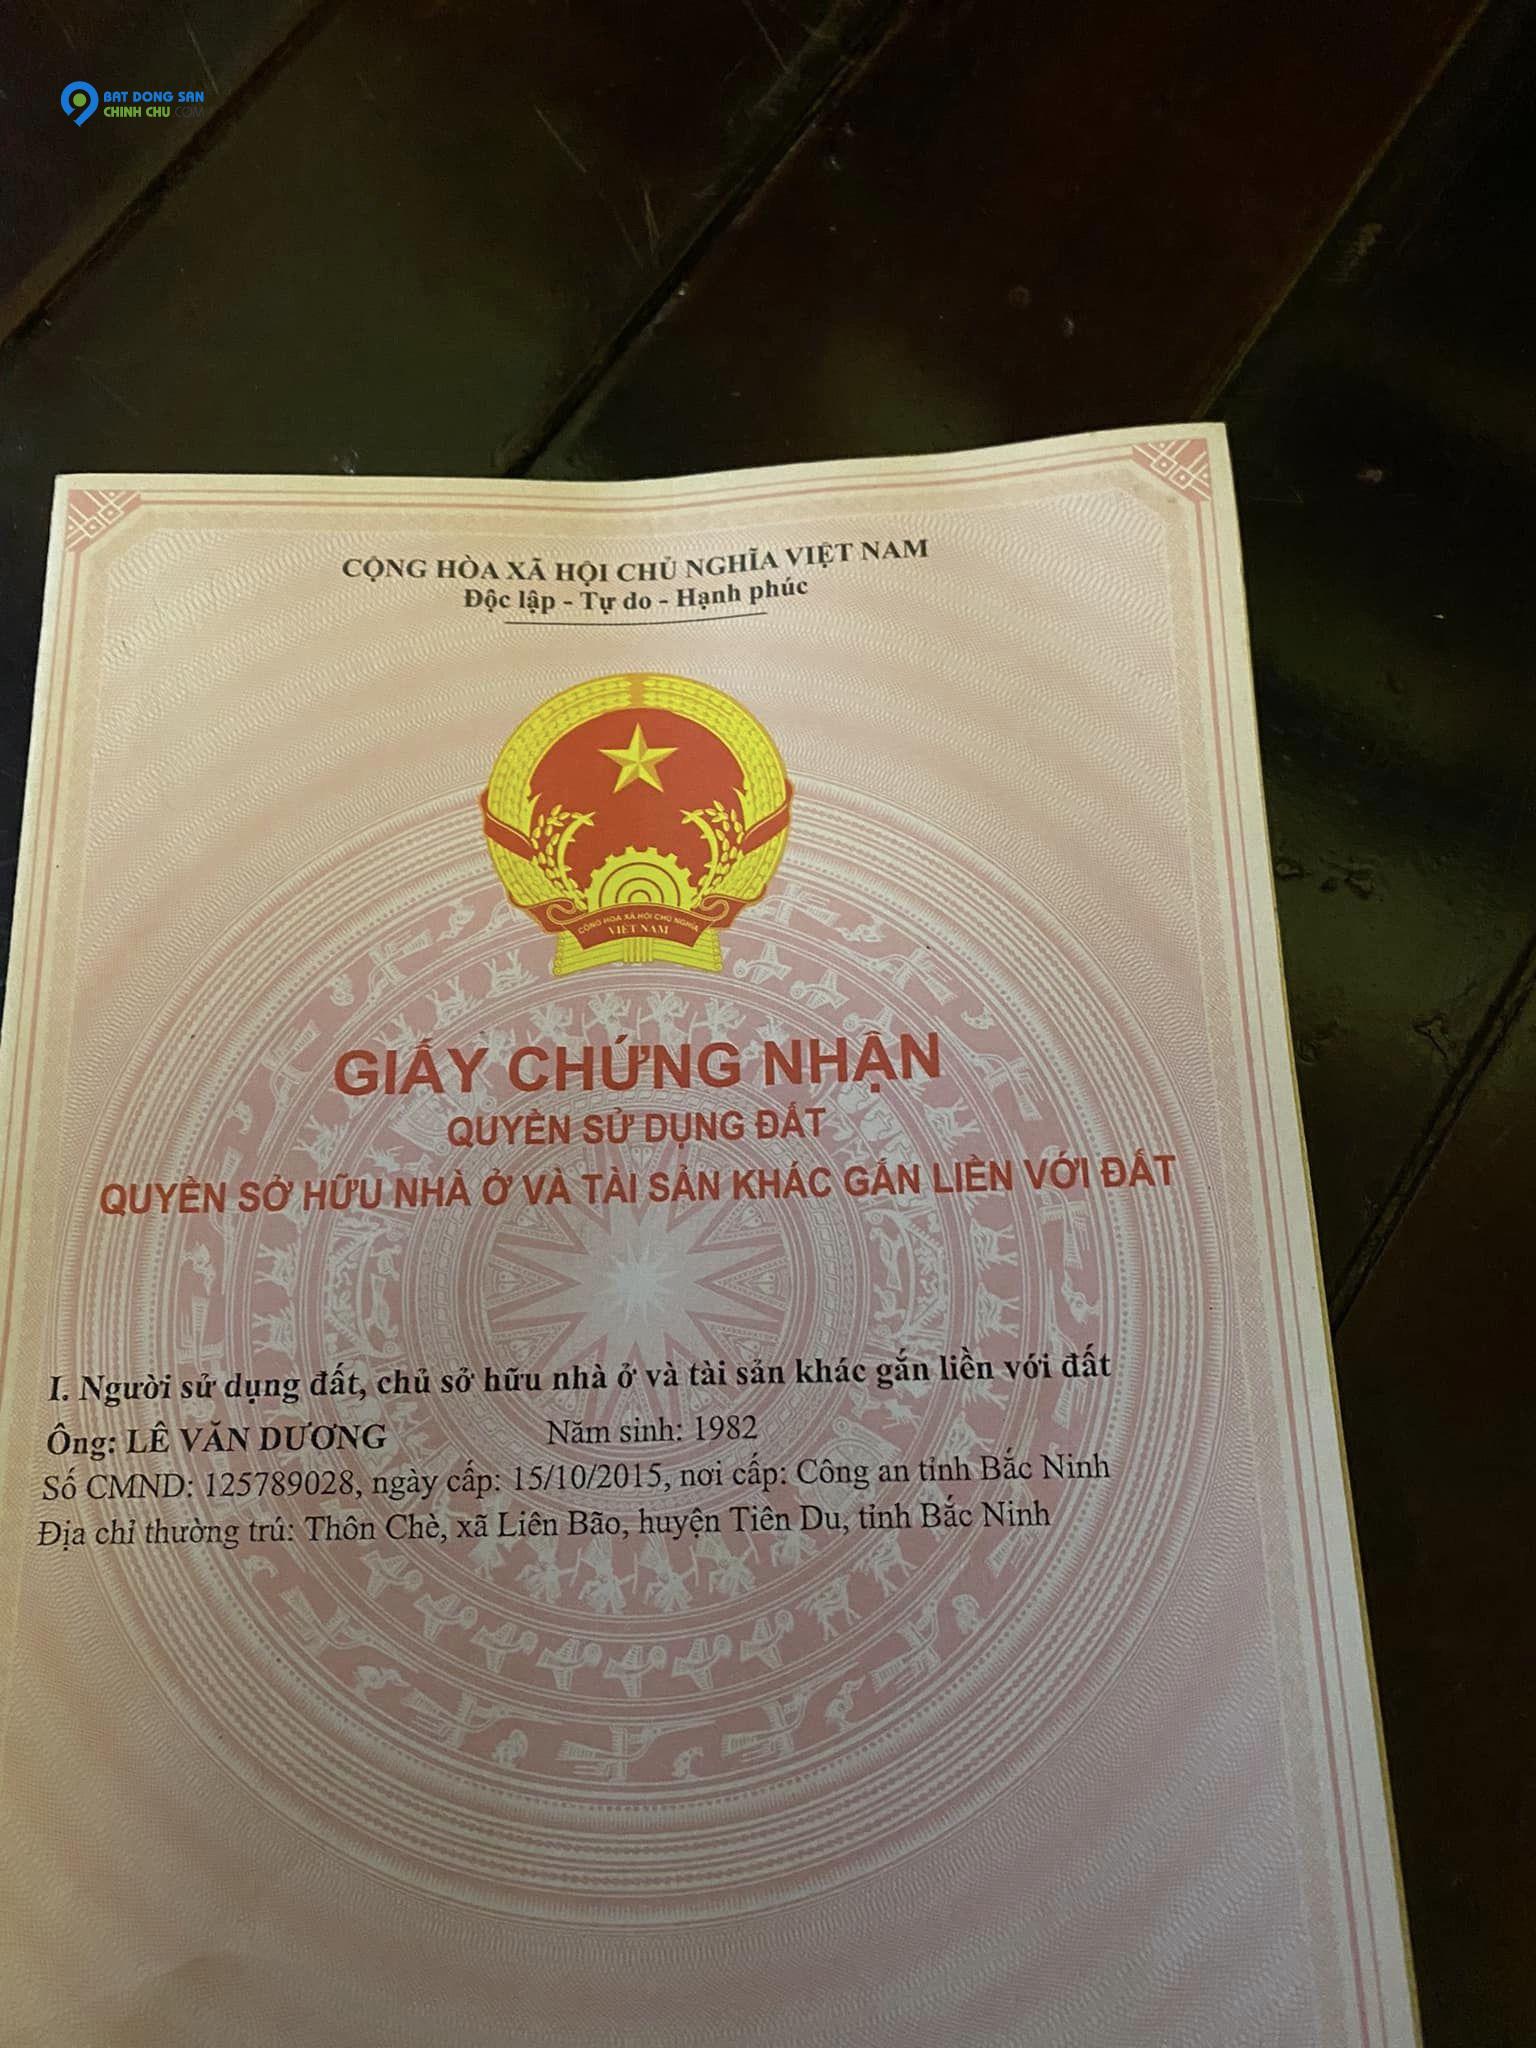 BAT DONG SAN
CHINH CHU.COM
CỘNG HÒA XÃ HỘI CHỦ NGHĨA VIỆT NAM
Độc lập - Tự do - Hạnh phúc
CỘNG HÒA XÃ HỘI CHỦ NGHĨA
VIỆT NAM
GIẤY CHỨNG NHẬN
QUYỀN SỬ DỤNG ĐẤT
QUYỀN SỞ HỮU NHÀ Ở VÀ TÀI SẢN KHÁC GẮN LIỀN VỚI ĐẤT
I. Người sử dụng đất, chủ sở hữu nhà ở và tài sản khác gắn liền với đất
Ông: LÊ VĂN DƯƠNG Năm sinh: 1982
Số CMND: 125789028, ngày cấp: 15/10/2015, nơi cấp: Công an tỉnh Bắc Ninh
Địa chỉ thường trú: Thôn Chè, xã Liên Bão, huyện Tiên Du, tỉnh Bắc Ninh